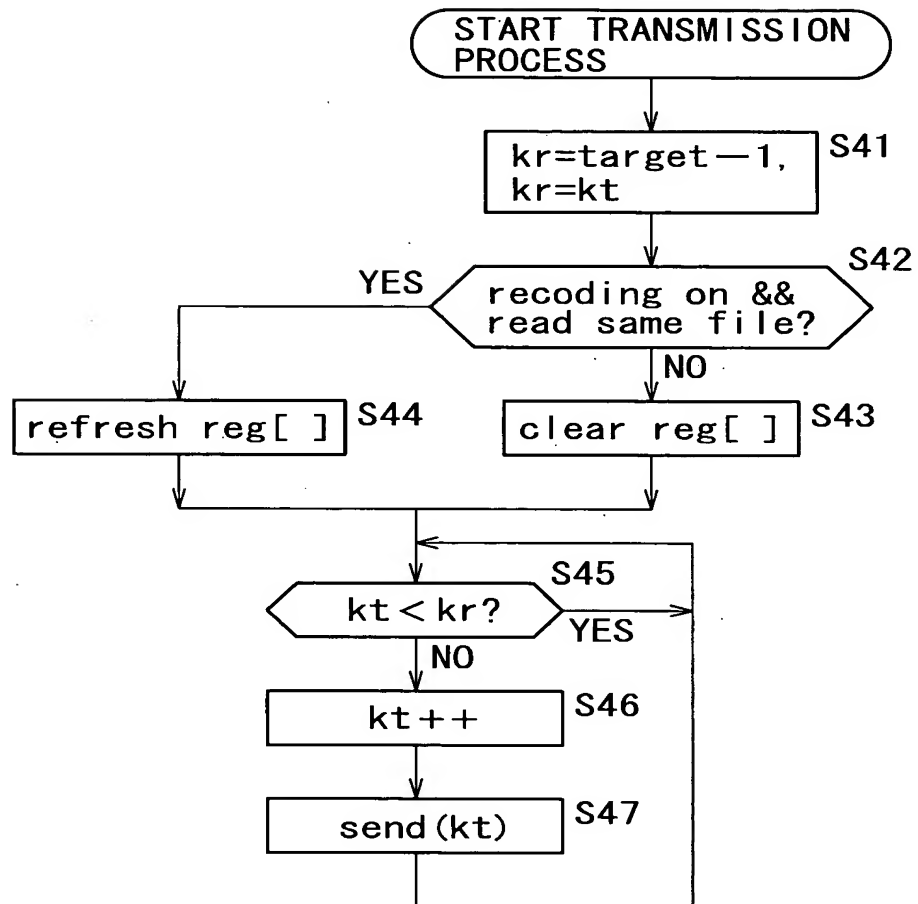 START TRANSMISSION
PROCESS
kr=target−1,
kr=kt
S41
S42
YES
recoding on &&
read same file?
NO
refresh reg[ ]
S44
clear reg[ ]
S43
S45
kt<kr?
YES
NO
kt++
S46
send(kt)
S47